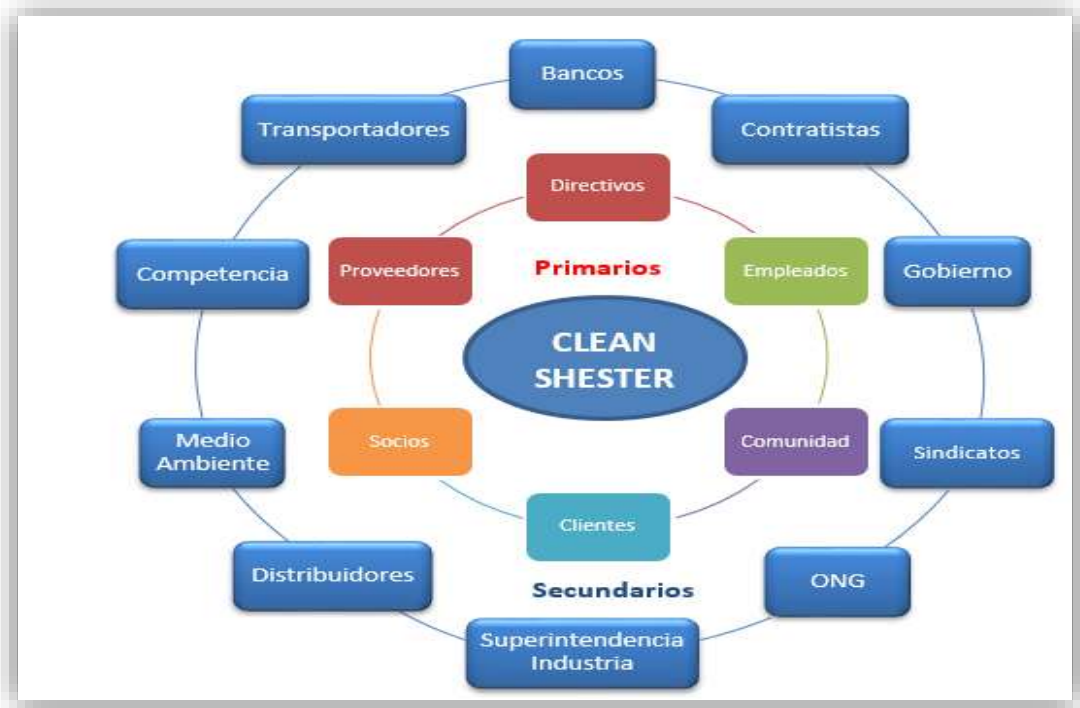 Bancos
Transportadores
Contratistas
Directivos
Competencia
Proveedores
Primarios
Empleados
Gobierno
CLEAN
SHESTER
Medio
Ambiente
Socios
Comunidad
Sindicatos
Clientes
Distribuidores
Secundarios
ONG
Superintendencia
Industria